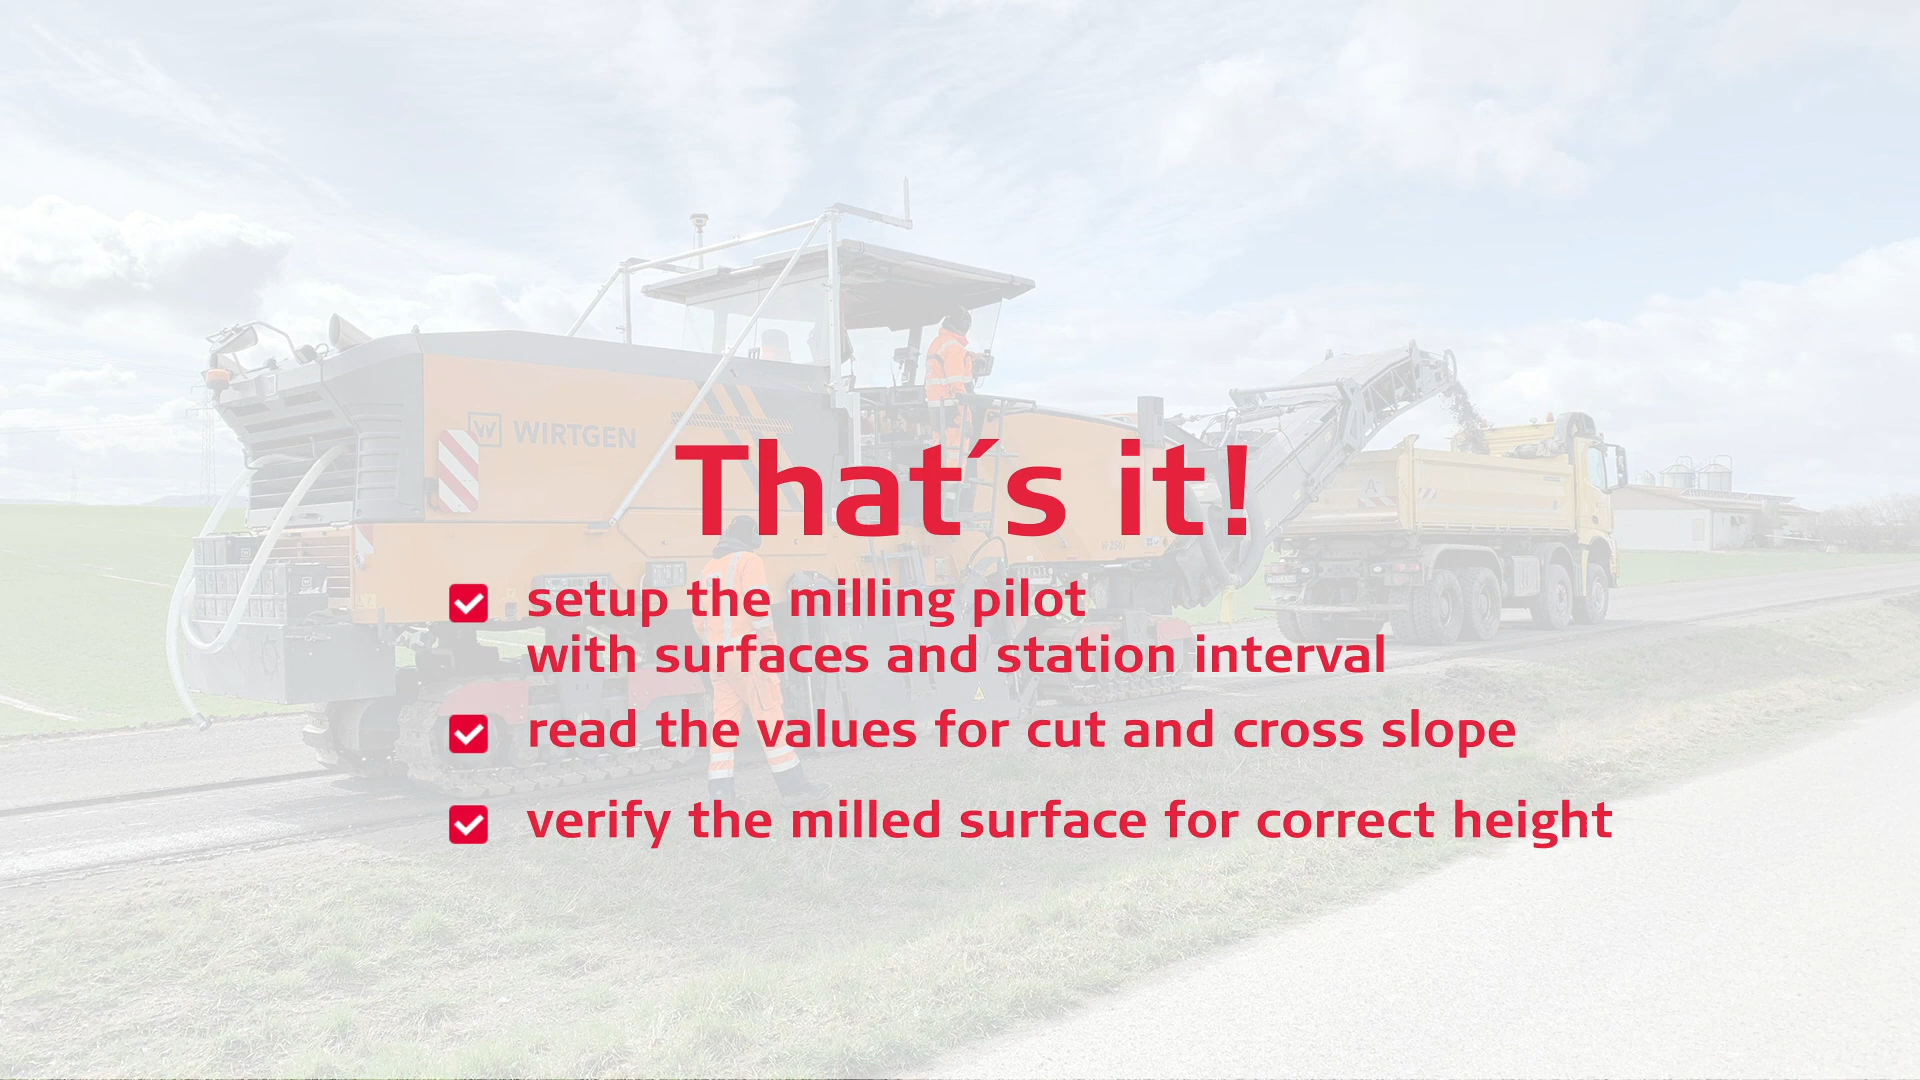 WIRTGEN
That´s it!
setup the milling pilot
with surfaces and station interval
read the values for cut and cross slope
verify the milled surface for correct height